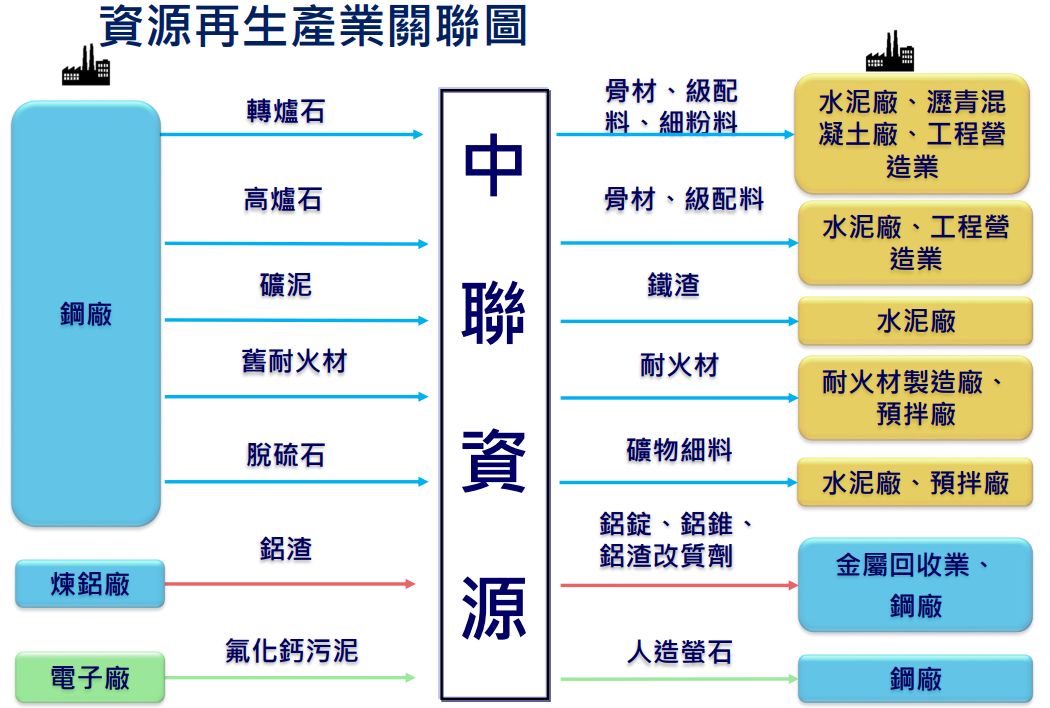 資源再生產業關聯圖
鋼廠
煉鋁廠
電子廠
轉爐石
高爐石
礦泥
舊耐火材
脫硫石
鋁渣
氟化鈣污泥
中
聯
資
源
骨材、級配
料、細粉料
骨材、級配料
鐵渣
耐火材
礦物細料
鋁錠、鋁錐、
鋁渣改質劑
人造螢石
水泥廠、瀝青混
凝土廠、工程營
造業
水泥廠、工程營
造業
水泥廠
耐火材製造廠、
預拌廠
水泥廠、預拌廠
金屬回收業、
鋼廠
鋼廠